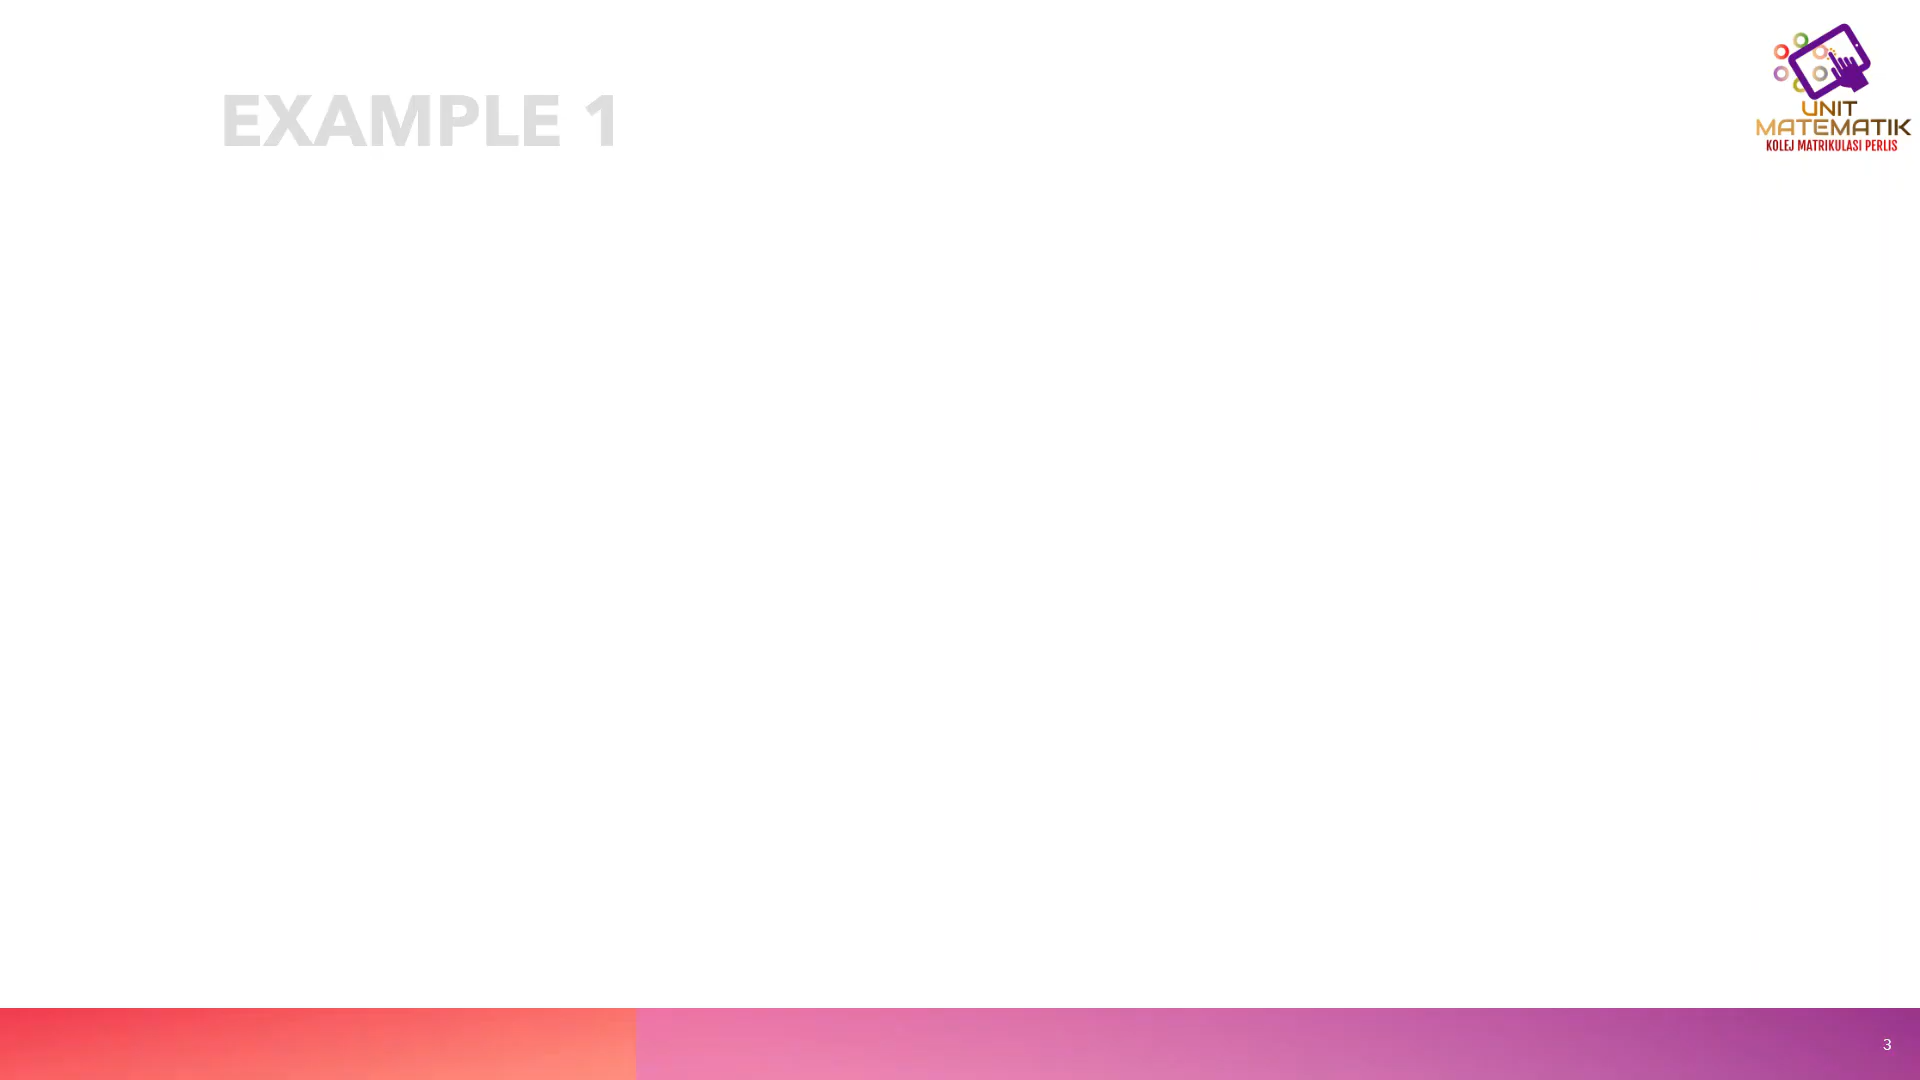 EXAMPLE 1
UNIT
MATEMATIK
KOLEJ MATRIKULASI PERLIS
3